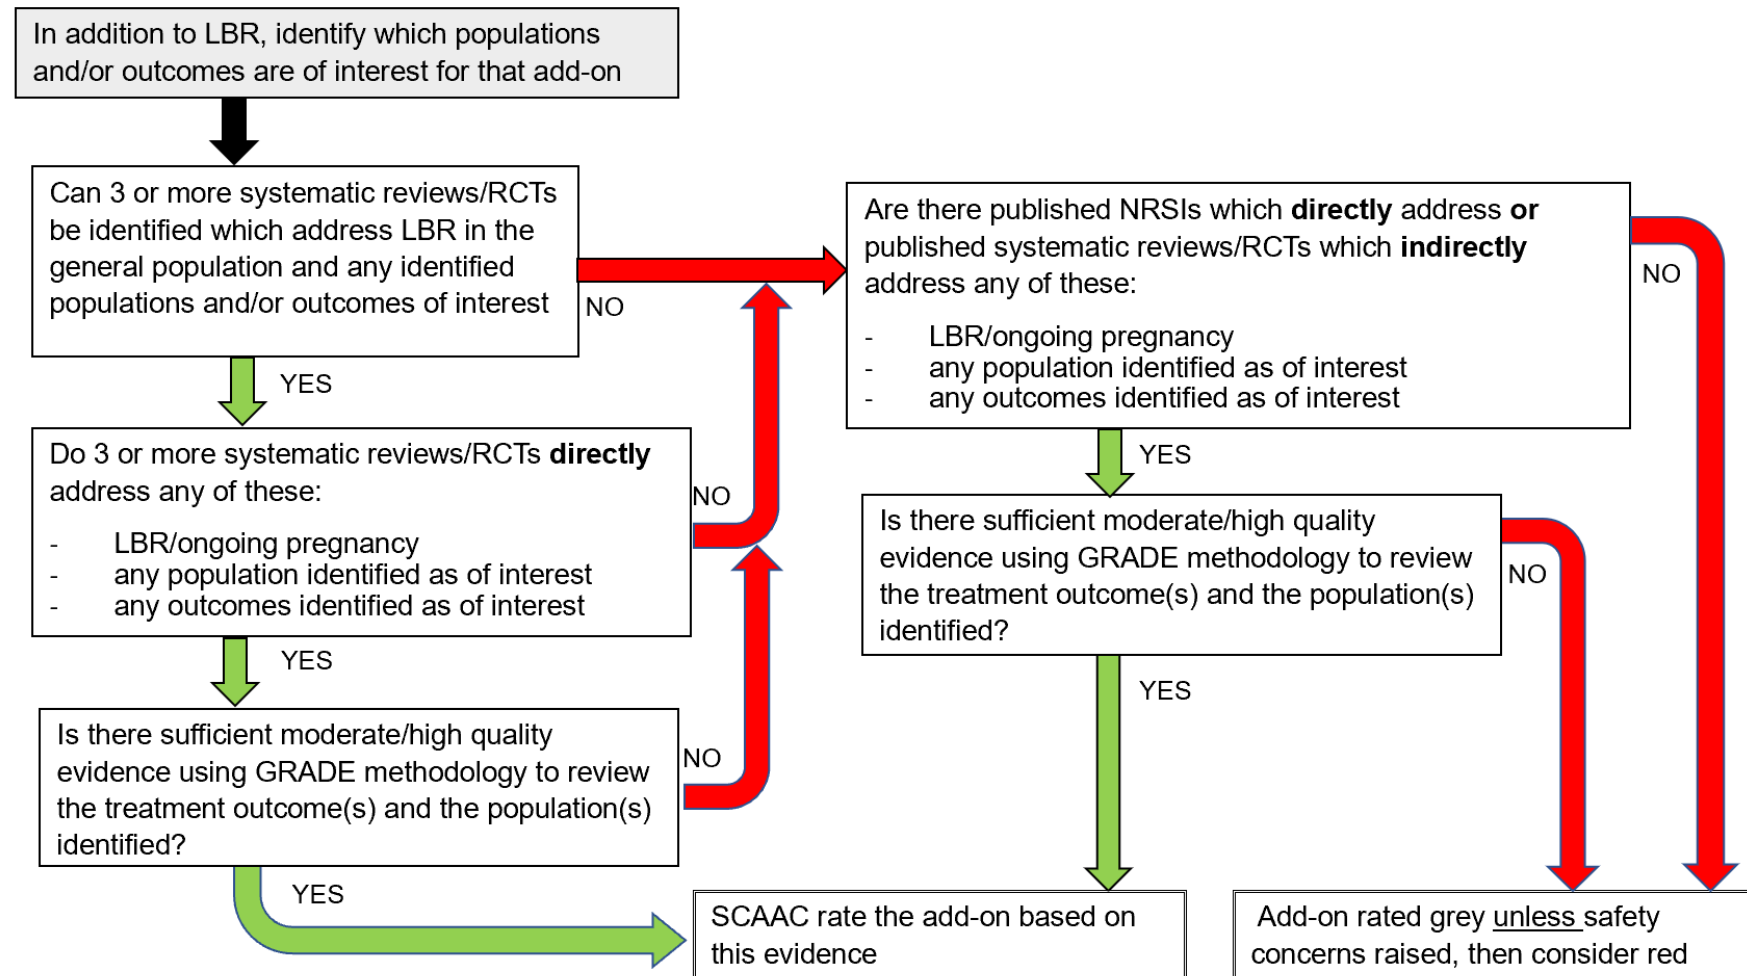 In addition to LBR, identify which populations
and/or outcomes are of interest for that add-on
Can 3 or more systematic reviews/RCTs
be identified which address LBR in the
general population and any identified
populations and/or outcomes of interest
NO
YES
Do 3 or more systematic reviews/RCTs directly
address any of these:
- LBR/ongoing pregnancy
- any population identified as of interest
- any outcomes identified as of interest
NO
YES
Is there sufficient moderate/high quality
evidence using GRADE methodology to review
the treatment outcome(s) and the population(s)
identified?
NO
YES
Are there published NRSIs which directly address or
published systematic reviews/RCTs which indirectly
address any of these:
- LBR/ongoing pregnancy
- any population identified as of interest
- any outcomes identified as of interest
NO
YES
Is there sufficient moderate/high quality
evidence using GRADE methodology to review
the treatment outcome(s) and the population(s)
identified?
NO
YES
SCAAC rate the add-on based on
this evidence
Add-on rated grey unless safety
concerns raised, then consider red